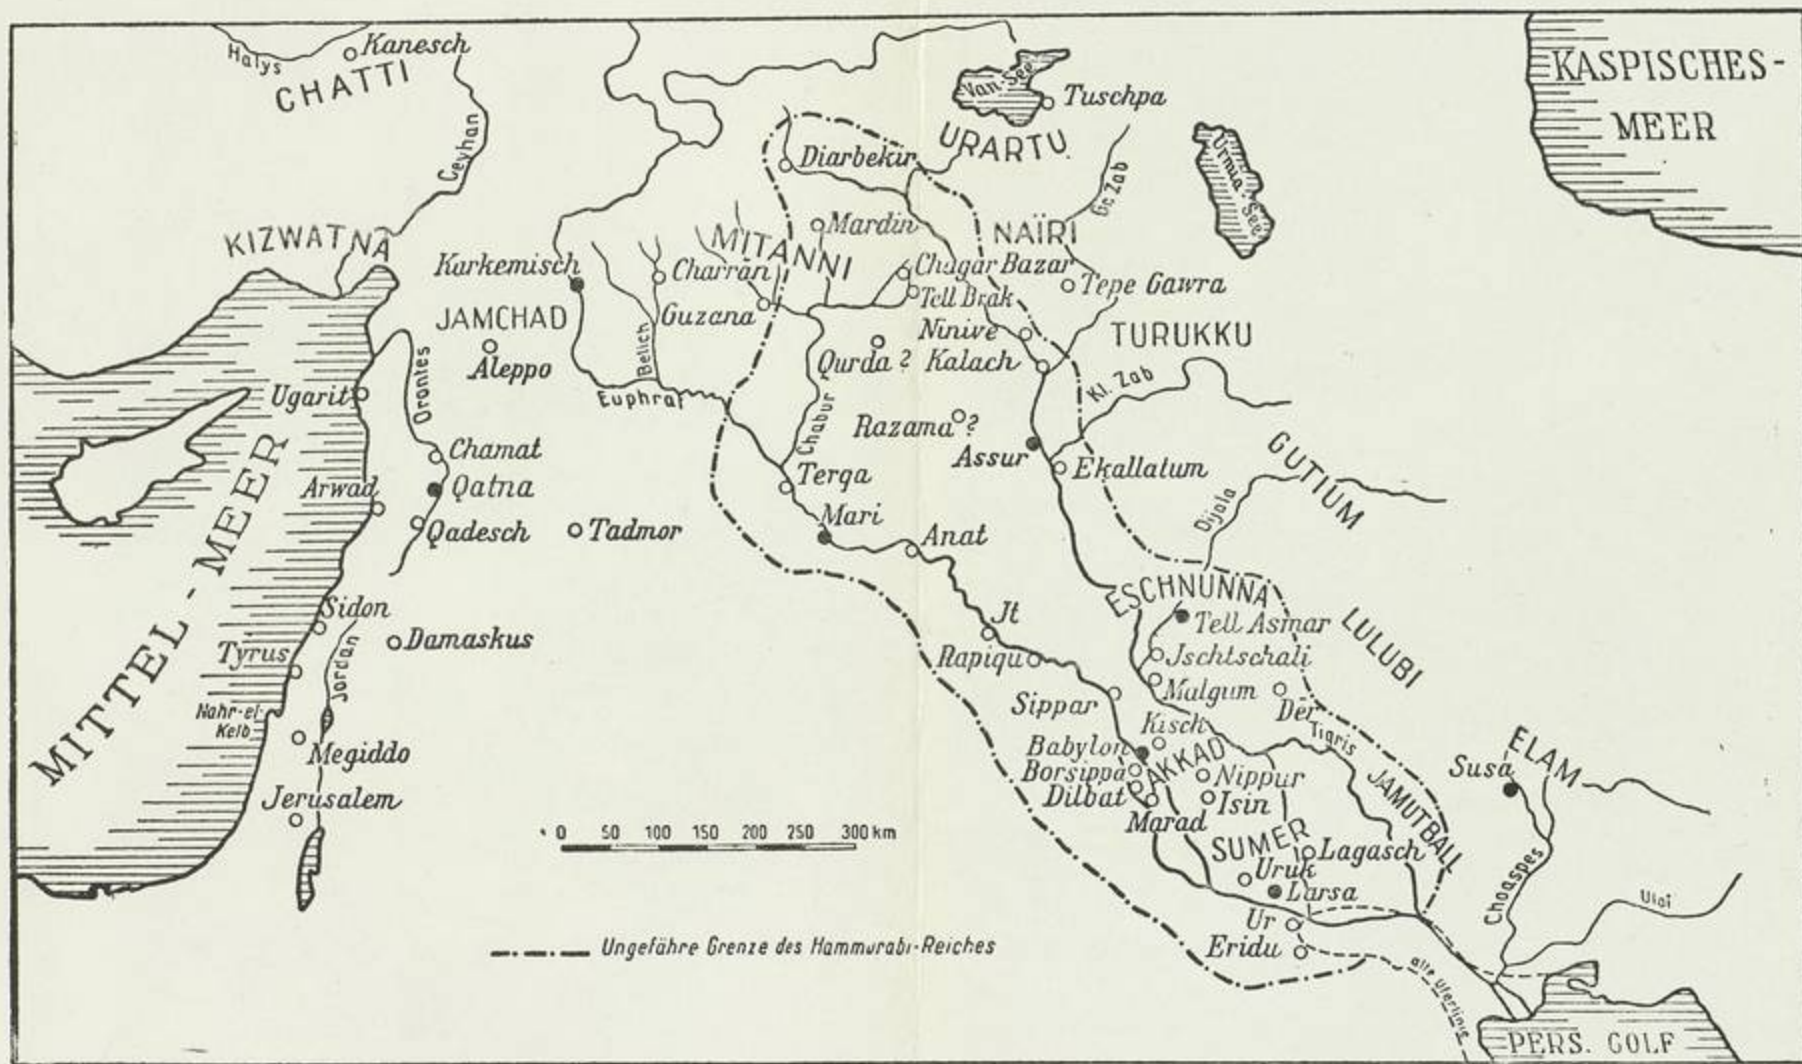 Halys
Kanesch
CHATTI
Ceyhan
Van-See
Tuschpa
URARTU
KASPISCHES-
MEER
Urmia-See
Gr. Zab
Diarbekir
KIZWATNA
Mardin
NAÏRI
MITANNI
Karkemisch
Charrān
Chagar Bazar
Tepe Gawra
Tell Brak
Guzana
JAMCHAD
Aleppo
Belich
Ninive
TURUKKU
Qurda ?
Kalach
Kl. Zab
Ugarit
Orontes
Euphrat
Chabur
Razama ?
Assur
Ekallatum
GUTIUM
Chamat
Terqa
Arwad
Qatna
Mari
Dijala
Qadesch
Tadmor
Anat
MITTEL-MEER
ESCHNUNNA
Sidon
Jt
Tell Asmar
LULUBI
Tyrus
Jordan
Damaskus
Rapiqu
Jschtschali
Malgum
Dēr
Nahr-el-
Kelb
Sippar
Kisch
Tigris
Megiddo
Babylon
AKKAD
Borsippa
Nippur
ELAM
Susa
Dilbat
Isin
JAMUTBAL
Jerusalem
Marad
0 50 100 150 200 250 300 km
SUMER
Lagasch
Uruk
Larsa
Choaspes
Ulai
Ur
Eridu
Ungefähre Grenze des Hammurabi-Reiches
alte Uferlinie
PERS. GOLF